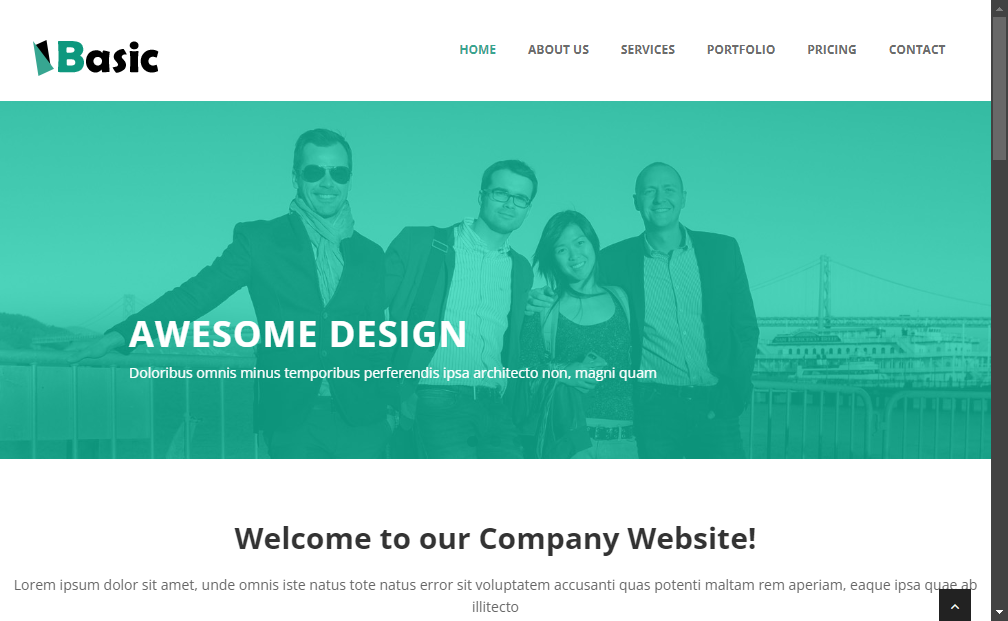 Basic
HOME ABOUT US SERVICES PORTFOLIO PRICING CONTACT
AWESOME DESIGN
Doloribus omnis minus temporibus perferendis ipsa architecto non, magni quam
Welcome to our Company Website!
Lorem ipsum dolor sit amet, unde omnis iste natus tote natus error sit voluptatem accusanti quas potenti maltam rem aperiam, eaque ipsa quae ab
illicteto